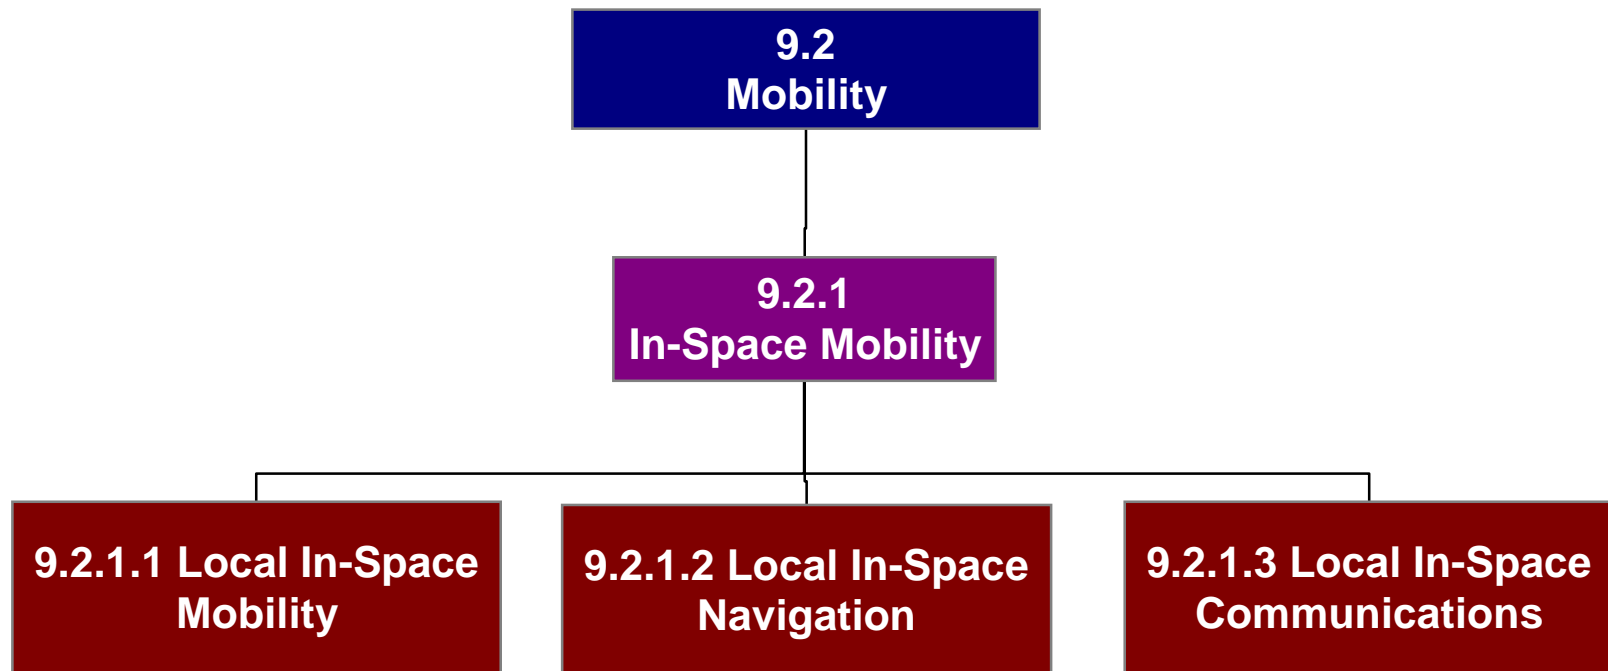 9.2
Mobility
9.2.1
In-Space Mobility
9.2.1.1 Local In-Space
Mobility
9.2.1.2 Local In-Space
Navigation
9.2.1.3 Local In-Space
Communications